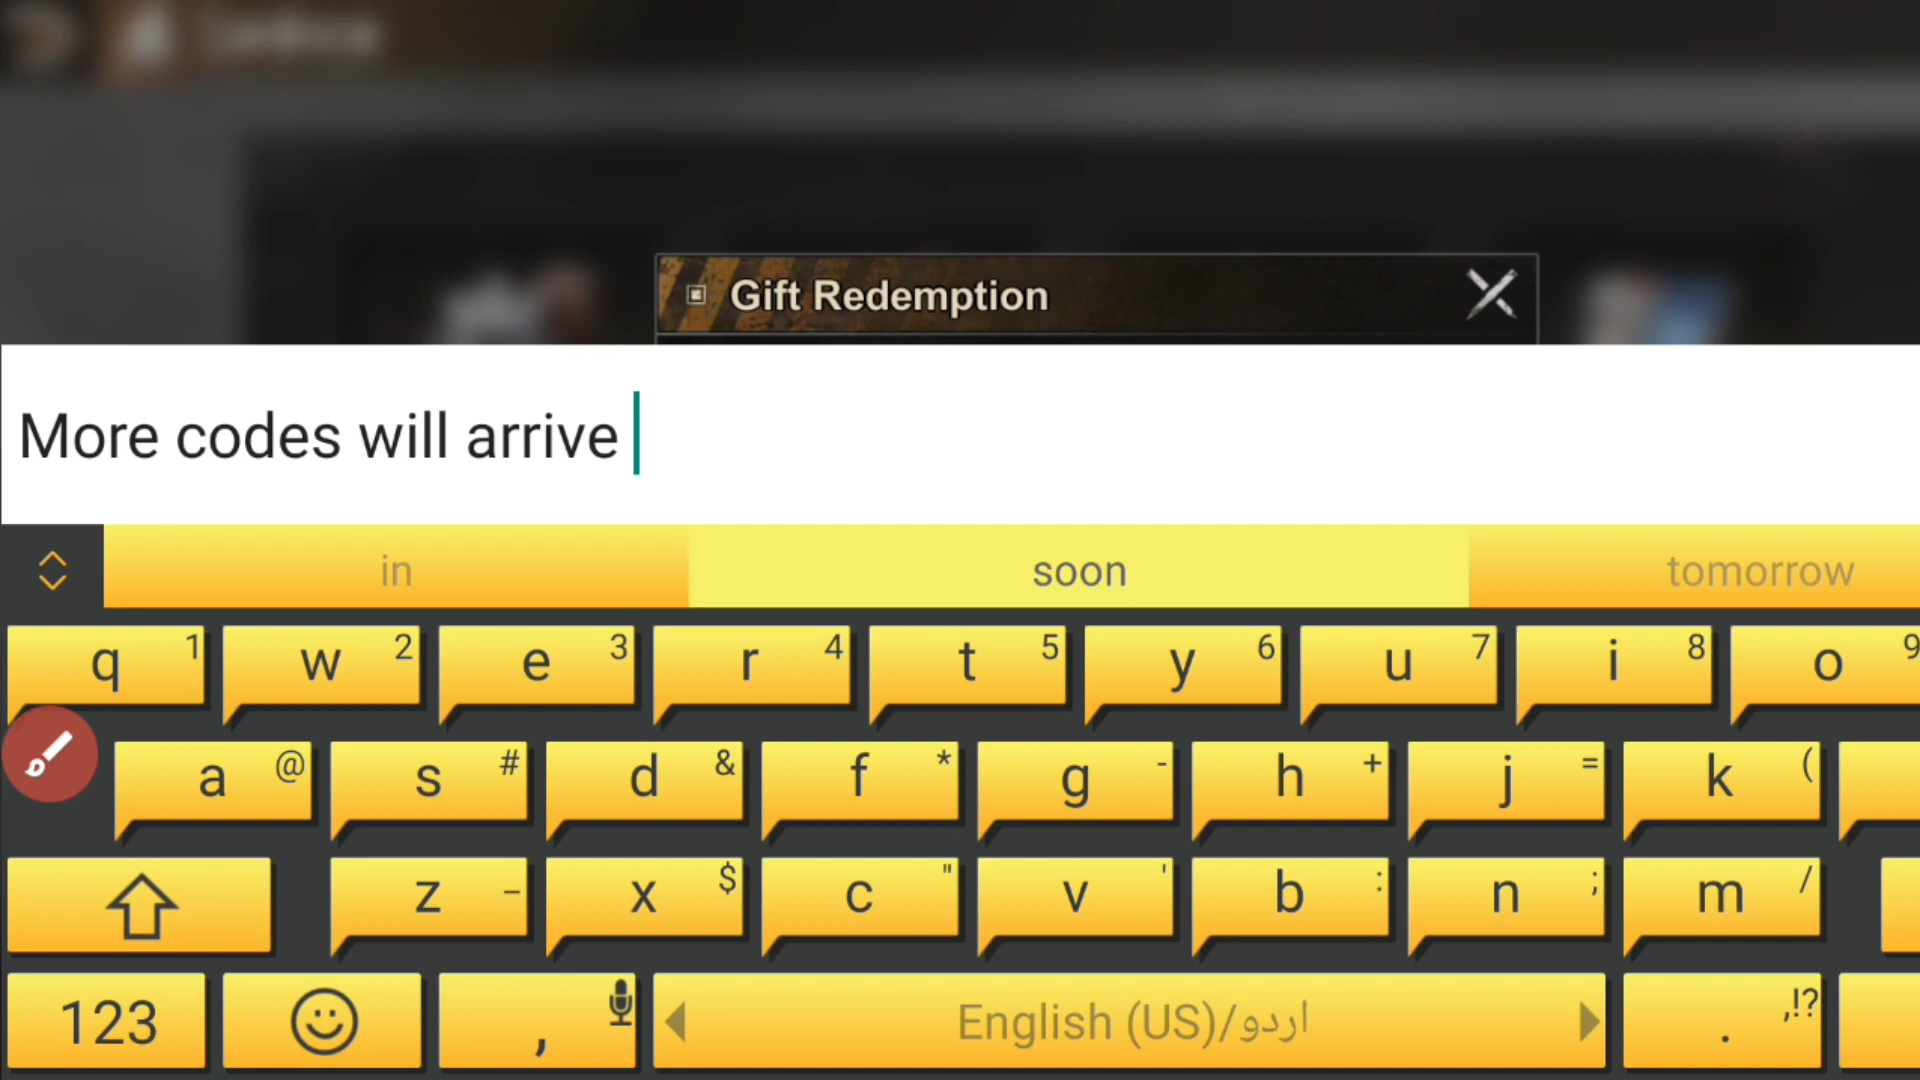 Gift Redemption
More codes will arrive
in soon tomorrow
q 1 w 2 e 3 r 4 t 5 y 6 u 7 i 8 o 9
a @ s # d & f * g - h + j = k (
z _ x $ c " v ' b : n ; m /
123 , English (US)/اردو . ,!?